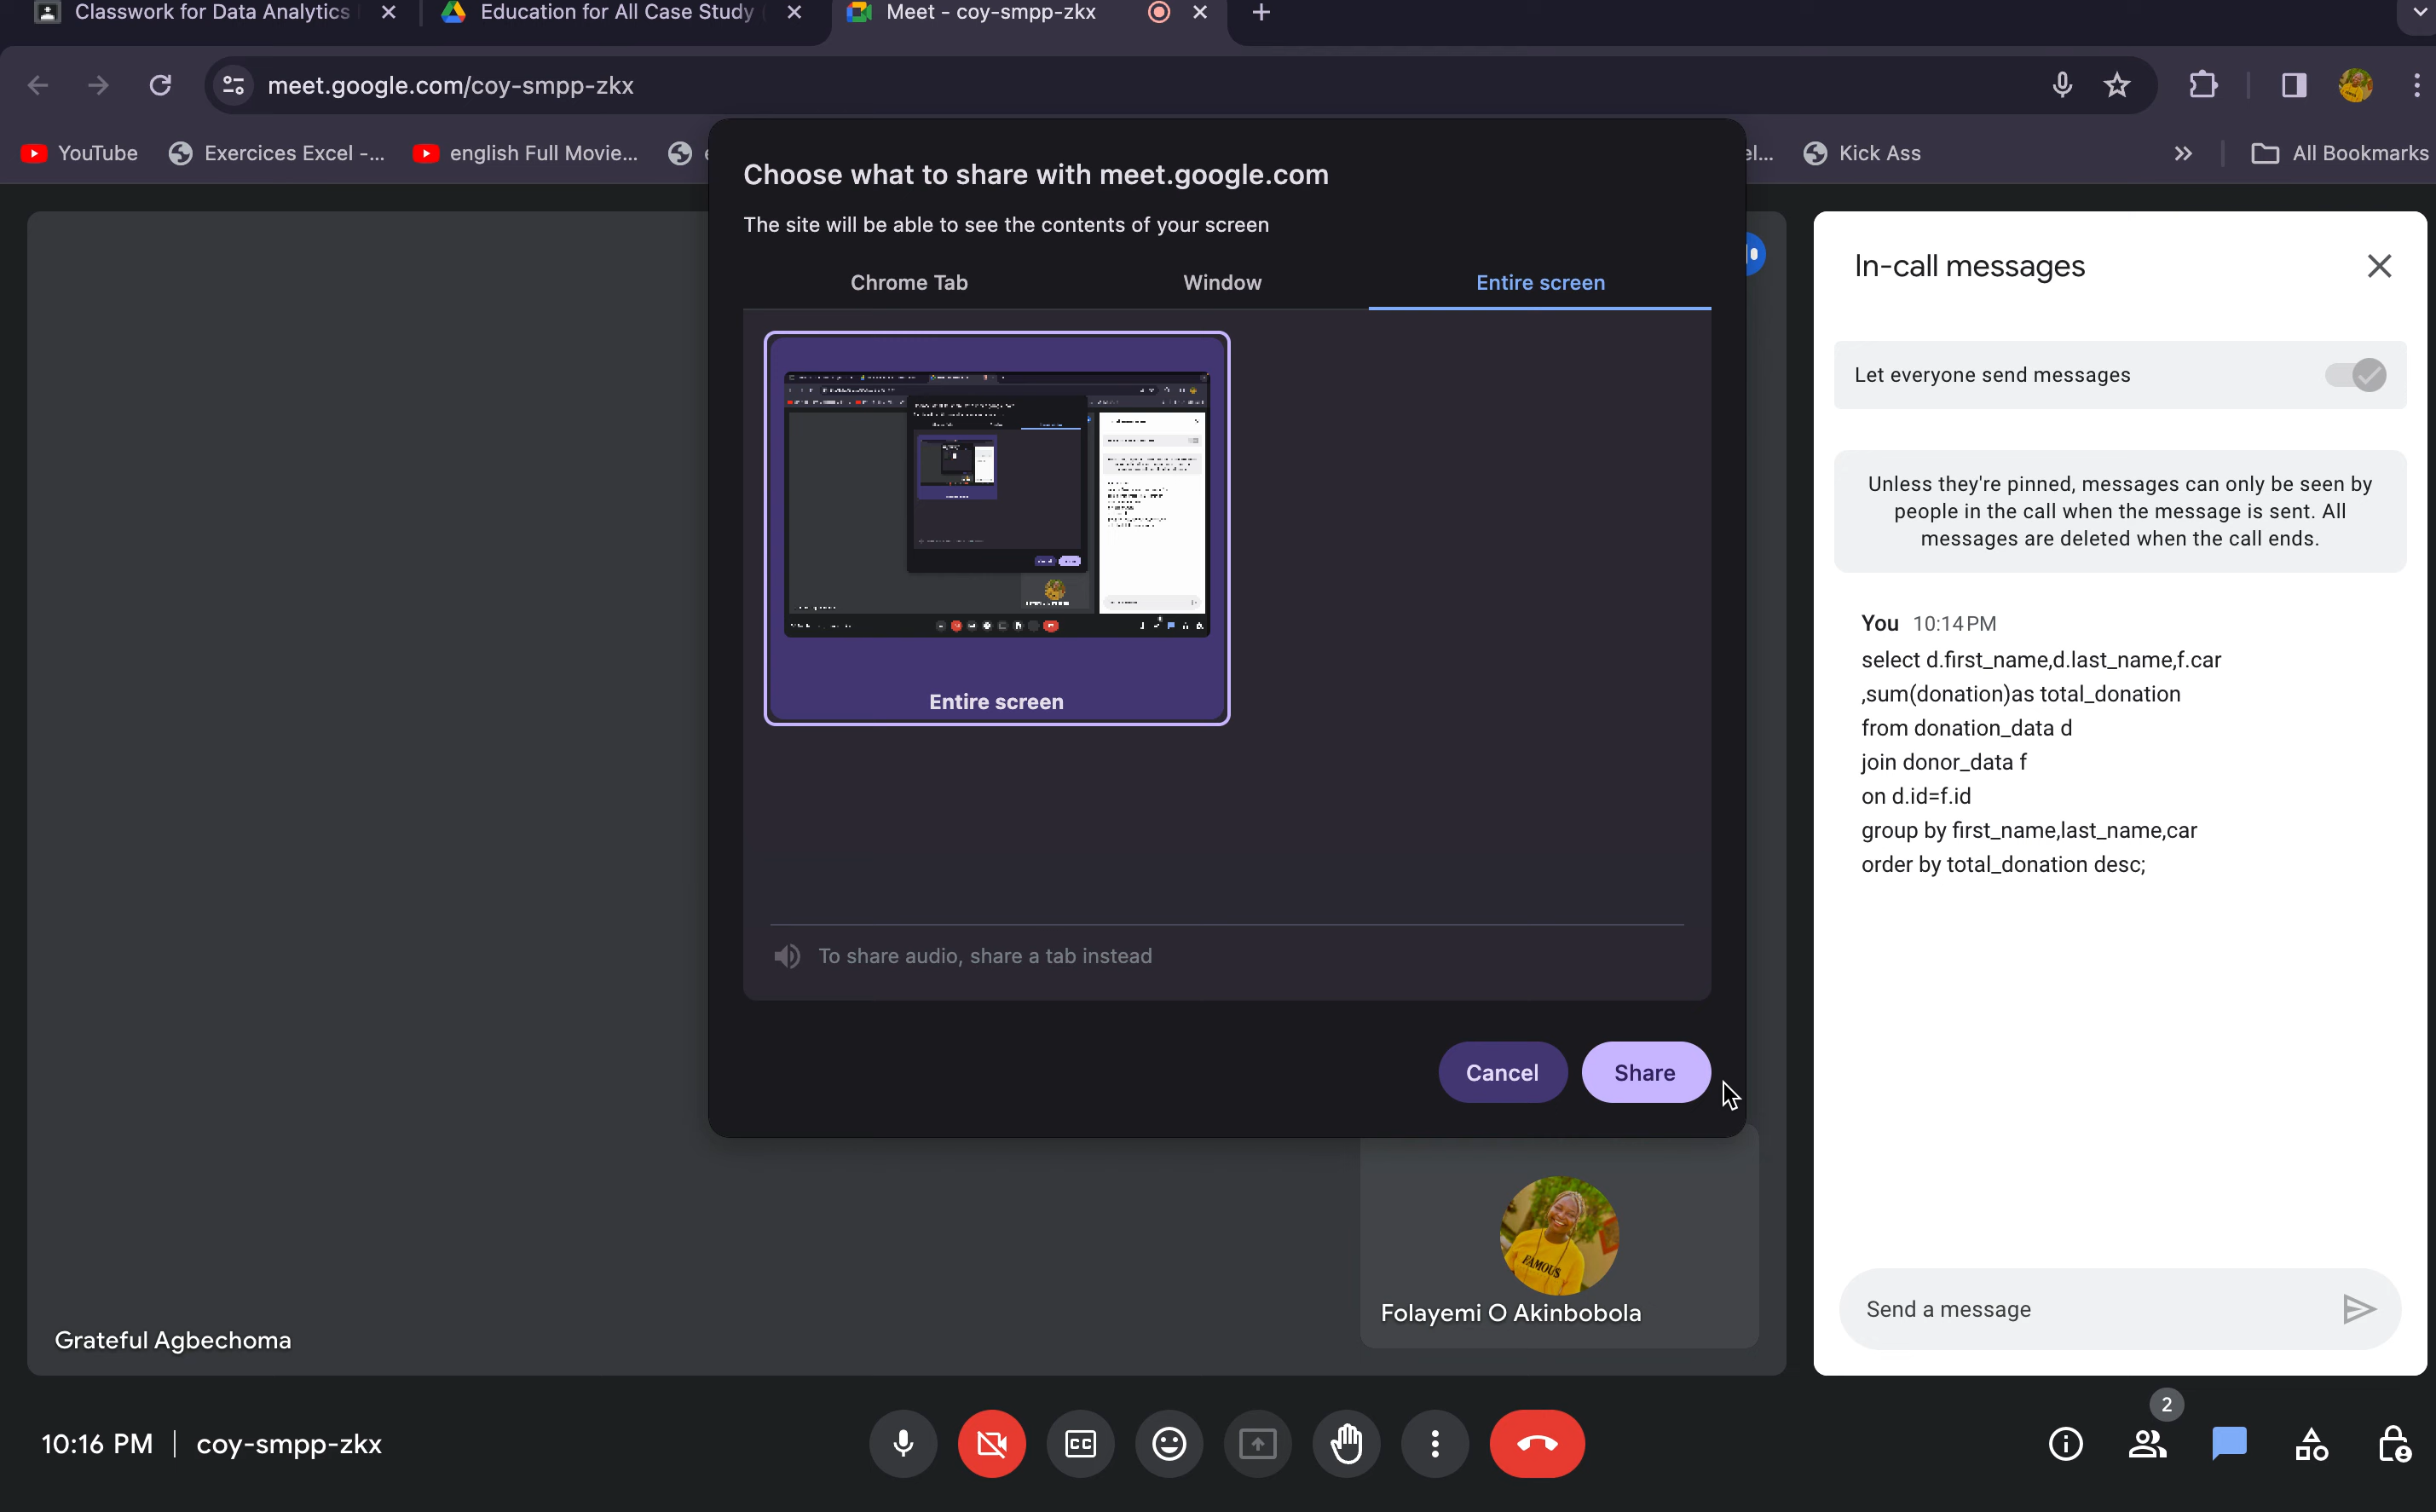 Classwork for Data Analytics
Education for All Case Study
Meet - coy-smpp-zkx
meet.google.com/coy-smpp-zkx
YouTube
Exercices Excel -...
english Full Movie...
el...
Kick Ass
All Bookmarks
Choose what to share with meet.google.com
The site will be able to see the contents of your screen
Chrome Tab
Window
Entire screen
Entire screen
To share audio, share a tab instead
Cancel
Share
In-call messages
Let everyone send messages
Unless they're pinned, messages can only be seen by
people in the call when the message is sent. All
messages are deleted when the call ends.
You 10:14 PM
select d.first_name,d.last_name,f.car
,sum(donation)as total_donation
from donation_data d
join donor_data f
on d.id=f.id
group by first_name,last_name,car
order by total_donation desc;
Send a message
FAMOUS
Folayemi O Akinbobola
Grateful Agbechoma
10:16 PM | coy-smpp-zkx
CC
2